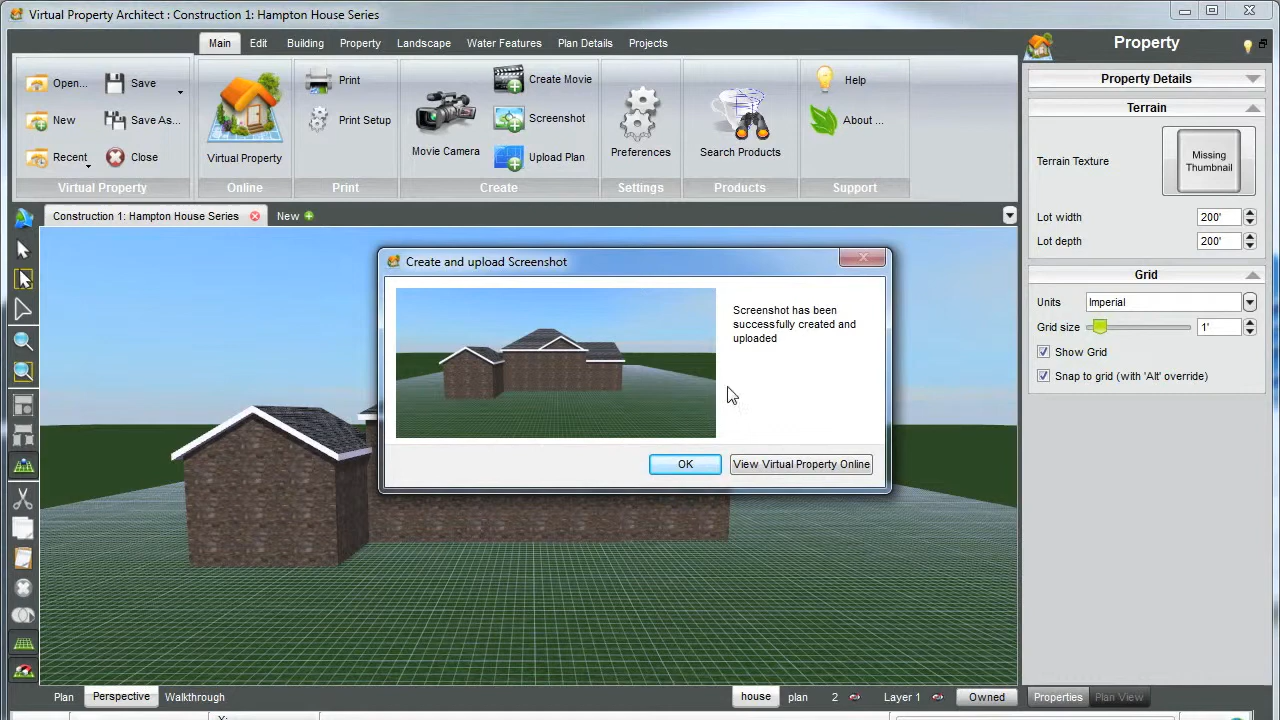 Virtual Property Architect : Construction 1: Hampton House Series
Main Edit Building Property Landscape Water Features Plan Details Projects
Open Save
New Save As...
Recent Close
Virtual Property
Virtual Property
Online
Print
Print Setup
Print
Movie Camera
Create Movie
Screenshot
Upload Plan
Create
Preferences
Settings
Search Products
Products
Help
About ...
Support
Construction 1: Hampton House Series New
Create and upload Screenshot
Screenshot has been
successfully created and
uploaded
OK View Virtual Property Online
Property
Property Details
Terrain
Terrain Texture
Missing
Thumbnail
Lot width 200'
Lot depth 200'
Grid
Units Imperial
Grid size 1'
Show Grid
Snap to grid (with 'Alt' override)
Plan Perspective Walkthrough house plan 2 Layer 1 Owned Properties Plan View
X: